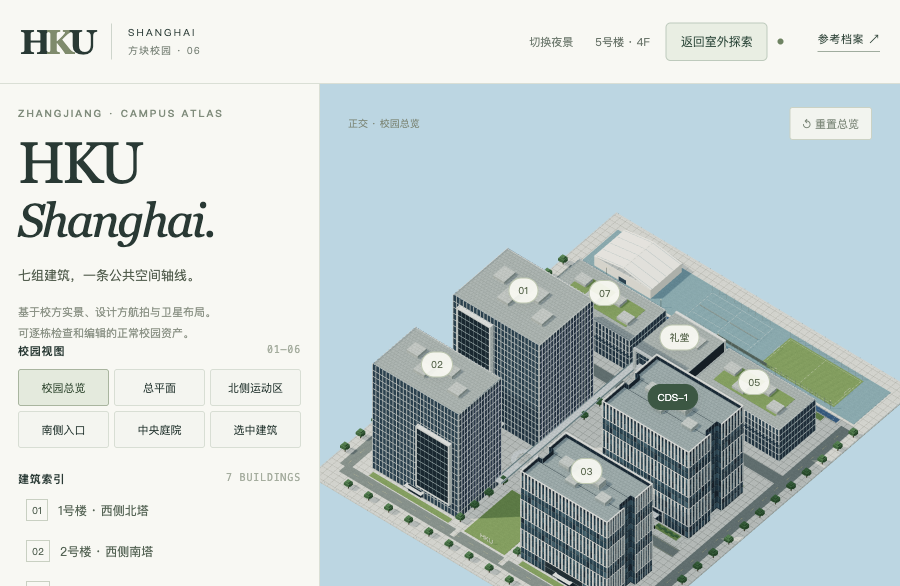 HKU
SHANGHAI
方块校园 · 06
切换夜景
5号楼 · 4F
返回室外探索
参考档案 ↗
ZHANGJIANG · CAMPUS ATLAS
HKU
Shanghai.
七组建筑，一条公共空间轴线。
基于校方实景、设计方航拍与卫星布局。
可逐栋检查和编辑的正常校园资产。
校园视图
01—06
校园总览
总平面
北侧运动区
南侧入口
中央庭院
选中建筑
建筑索引
7 BUILDINGS
01
1号楼 · 西侧北塔
02
2号楼 · 西侧南塔
正交 · 校园总览
↺ 重置总览
01
07
礼堂
02
05
CDS–1
03
HKU